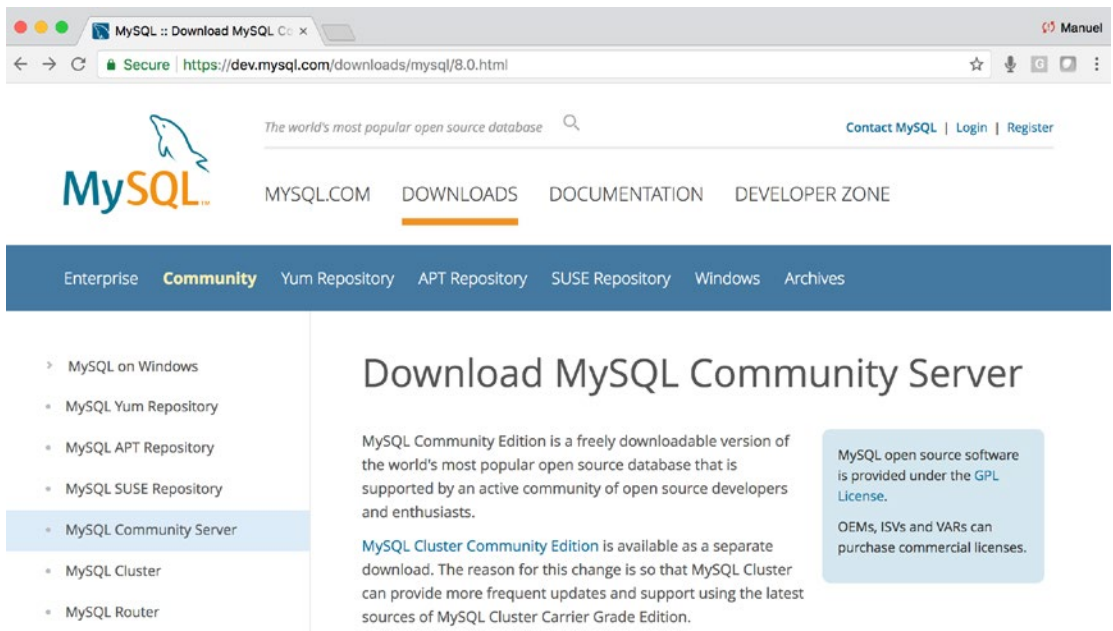 MySQL :: Download MySQL Co
Manuel
Secure https://dev.mysql.com/downloads/mysql/8.0.html
The world's most popular open source database
Contact MySQL | Login | Register
MySQL™
MYSQL.COM DOWNLOADS DOCUMENTATION DEVELOPER ZONE
Enterprise Community Yum Repository APT Repository SUSE Repository Windows Archives
MySQL on Windows
MySQL Yum Repository
MySQL APT Repository
MySQL SUSE Repository
MySQL Community Server
MySQL Cluster
MySQL Router
Download MySQL Community Server
MySQL Community Edition is a freely downloadable version of
the world's most popular open source database that is
supported by an active community of open source developers
and enthusiasts.
MySQL Cluster Community Edition is available as a separate
download. The reason for this change is so that MySQL Cluster
can provide more frequent updates and support using the latest
sources of MySQL Cluster Carrier Grade Edition.
MySQL open source software
is provided under the GPL
License.
OEMs, ISVs and VARs can
purchase commercial licenses.